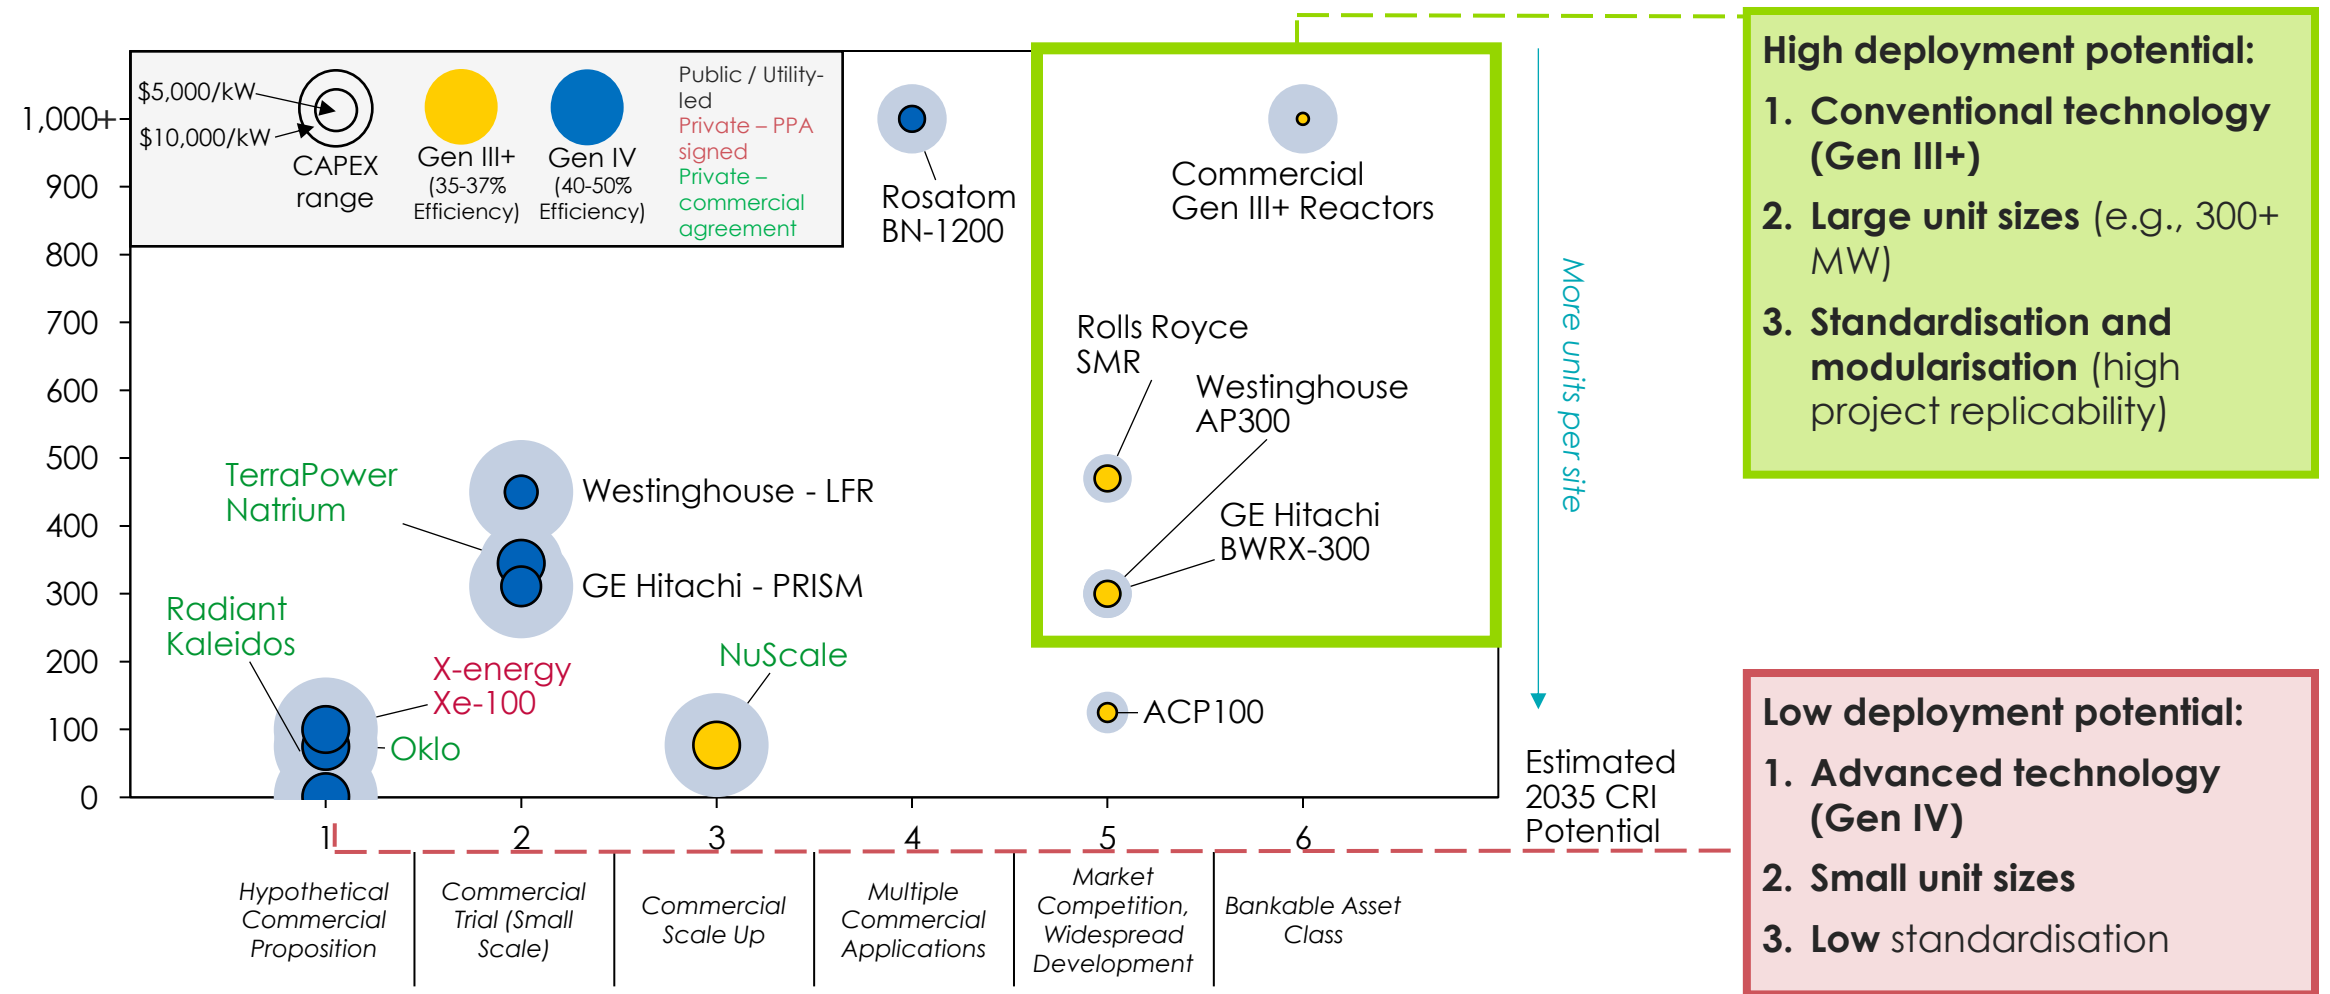 $5,000/kW
$10,000/kW
CAPEX
range
Gen III+
(35-37%
Efficiency)
Gen IV
(40-50%
Efficiency)
Public / Utility-
led
Private – PPA
signed
Private –
commercial
agreement
1,000+
900
800
700
600
500
400
300
200
100
0
Rosatom
BN-1200
Commercial
Gen III+ Reactors
Rolls Royce
SMR
Westinghouse
AP300
GE Hitachi
BWRX-300
TerraPower
Natrium
Westinghouse - LFR
GE Hitachi - PRISM
Radiant
Kaleidos
X-energy
Xe-100
Oklo
NuScale
ACP100
More units per site
Estimated
2035 CRI
Potential
1
2
3
4
5
6
Hypothetical
Commercial
Proposition
Commercial
Trial (Small
Scale)
Commercial
Scale Up
Multiple
Commercial
Applications
Market
Competition,
Widespread
Development
Bankable Asset
Class
High deployment potential:
1. Conventional technology
(Gen III+)
2. Large unit sizes (e.g., 300+
MW)
3. Standardisation and
modularisation (high
project replicability)
Low deployment potential:
1. Advanced technology
(Gen IV)
2. Small unit sizes
3. Low standardisation